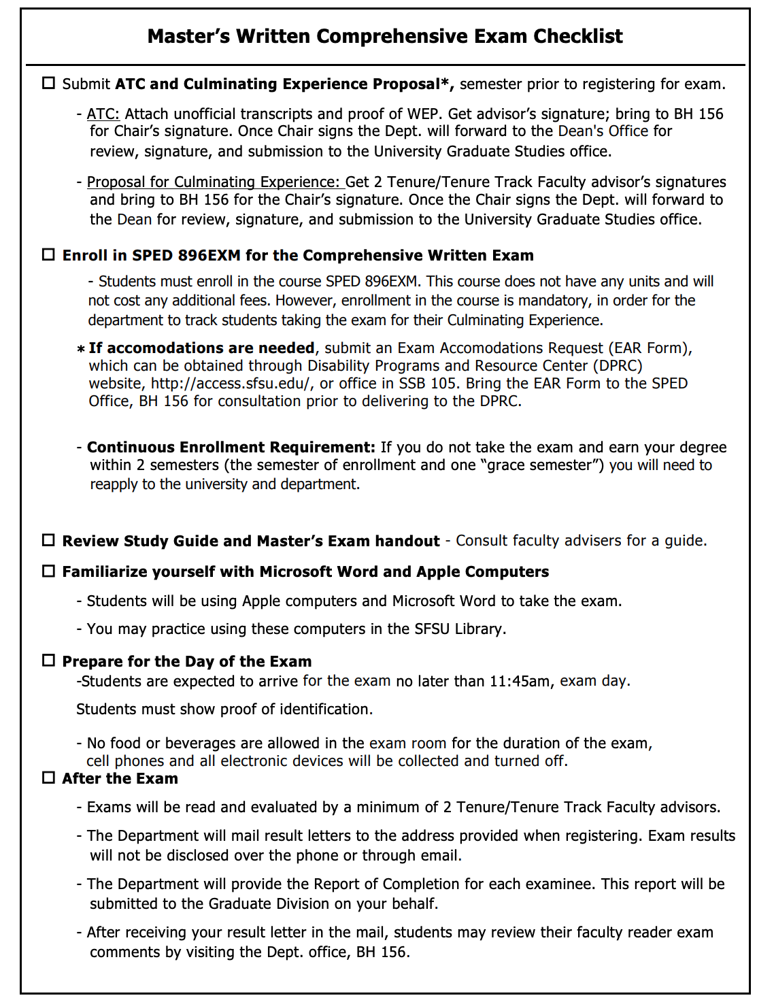 Master’s Written Comprehensive Exam Checklist
☐ Submit ATC and Culminating Experience Proposal*, semester prior to registering for exam.
- ATC: Attach unofficial transcripts and proof of WEP. Get advisor’s signature; bring to BH 156
for Chair’s signature. Once Chair signs the Dept. will forward to the Dean's Office for
review, signature, and submission to the University Graduate Studies office.
- Proposal for Culminating Experience: Get 2 Tenure/Tenure Track Faculty advisor’s signatures
and bring to BH 156 for the Chair’s signature. Once the Chair signs the Dept. will forward to
the Dean for review, signature, and submission to the University Graduate Studies office.
☐ Enroll in SPED 896EXM for the Comprehensive Written Exam
- Students must enroll in the course SPED 896EXM. This course does not have any units and will
not cost any additional fees. However, enrollment in the course is mandatory, in order for the
department to track students taking the exam for their Culminating Experience.
* If accomodations are needed, submit an Exam Accomodations Request (EAR Form),
which can be obtained through Disability Programs and Resource Center (DPRC)
website, http://access.sfsu.edu/, or office in SSB 105. Bring the EAR Form to the SPED
Office, BH 156 for consultation prior to delivering to the DPRC.
- Continuous Enrollment Requirement: If you do not take the exam and earn your degree
within 2 semesters (the semester of enrollment and one “grace semester”) you will need to
reapply to the university and department.
☐ Review Study Guide and Master’s Exam handout - Consult faculty advisers for a guide.
☐ Familiarize yourself with Microsoft Word and Apple Computers
- Students will be using Apple computers and Microsoft Word to take the exam.
- You may practice using these computers in the SFSU Library.
☐ Prepare for the Day of the Exam
-Students are expected to arrive for the exam no later than 11:45am, exam day.
Students must show proof of identification.
- No food or beverages are allowed in the exam room for the duration of the exam,
cell phones and all electronic devices will be collected and turned off.
☐ After the Exam
- Exams will be read and evaluated by a minimum of 2 Tenure/Tenure Track Faculty advisors.
- The Department will mail result letters to the address provided when registering. Exam results
will not be disclosed over the phone or through email.
- The Department will provide the Report of Completion for each examinee. This report will be
submitted to the Graduate Division on your behalf.
- After receiving your result letter in the mail, students may review their faculty reader exam
comments by visiting the Dept. office, BH 156.